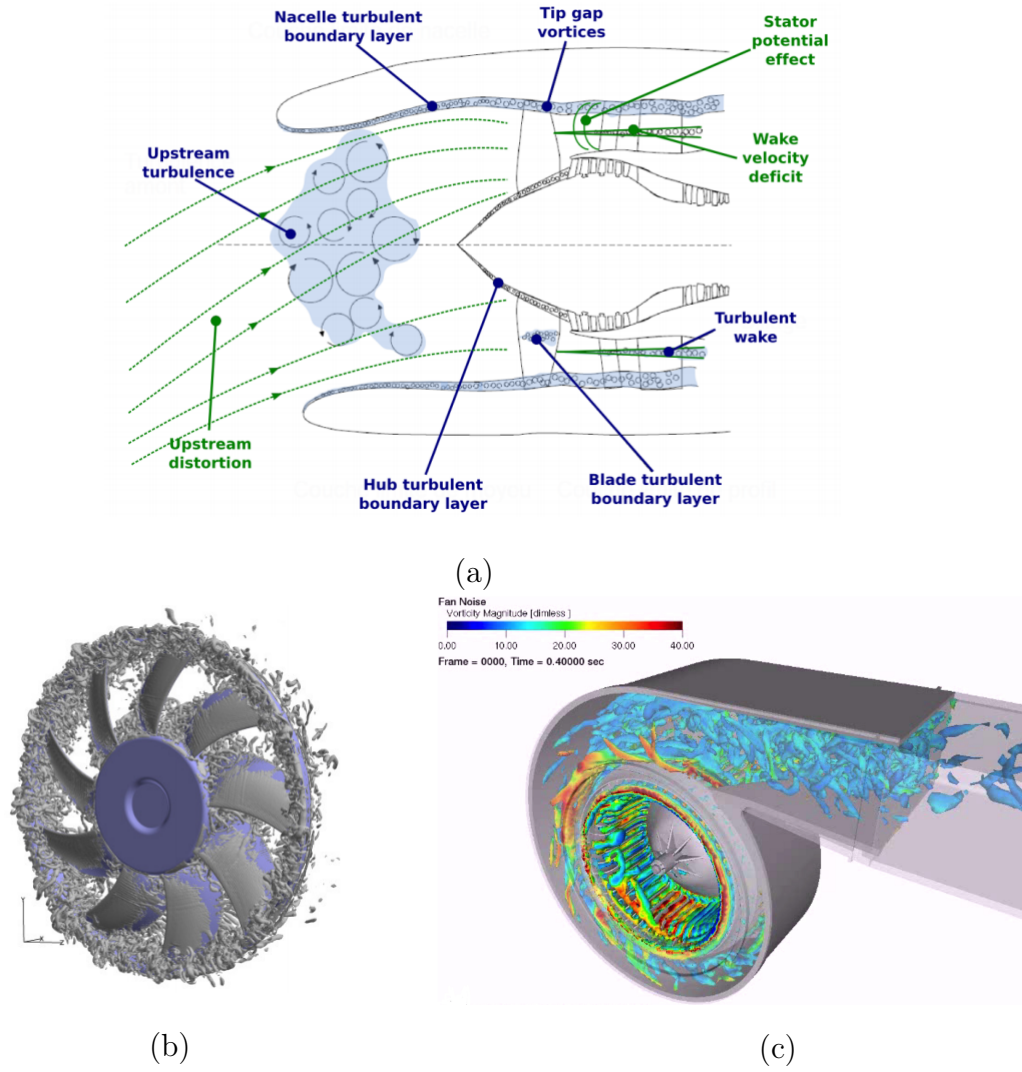 Nacelle turbulent
boundary layer
Tip gap
vortices
Stator
potential
effect
Upstream
turbulence
Wake
velocity
deficit
Turbulent
wake
Upstream
distortion
Hub turbulent
boundary layer
Blade turbulent
boundary layer
(a)
Fan Noise
Vorticity Magnitude [dimless ]
0.00 10.00 20.00 30.00 40.00
Frame = 0000, Time = 0.40000 sec
(b)
(c)